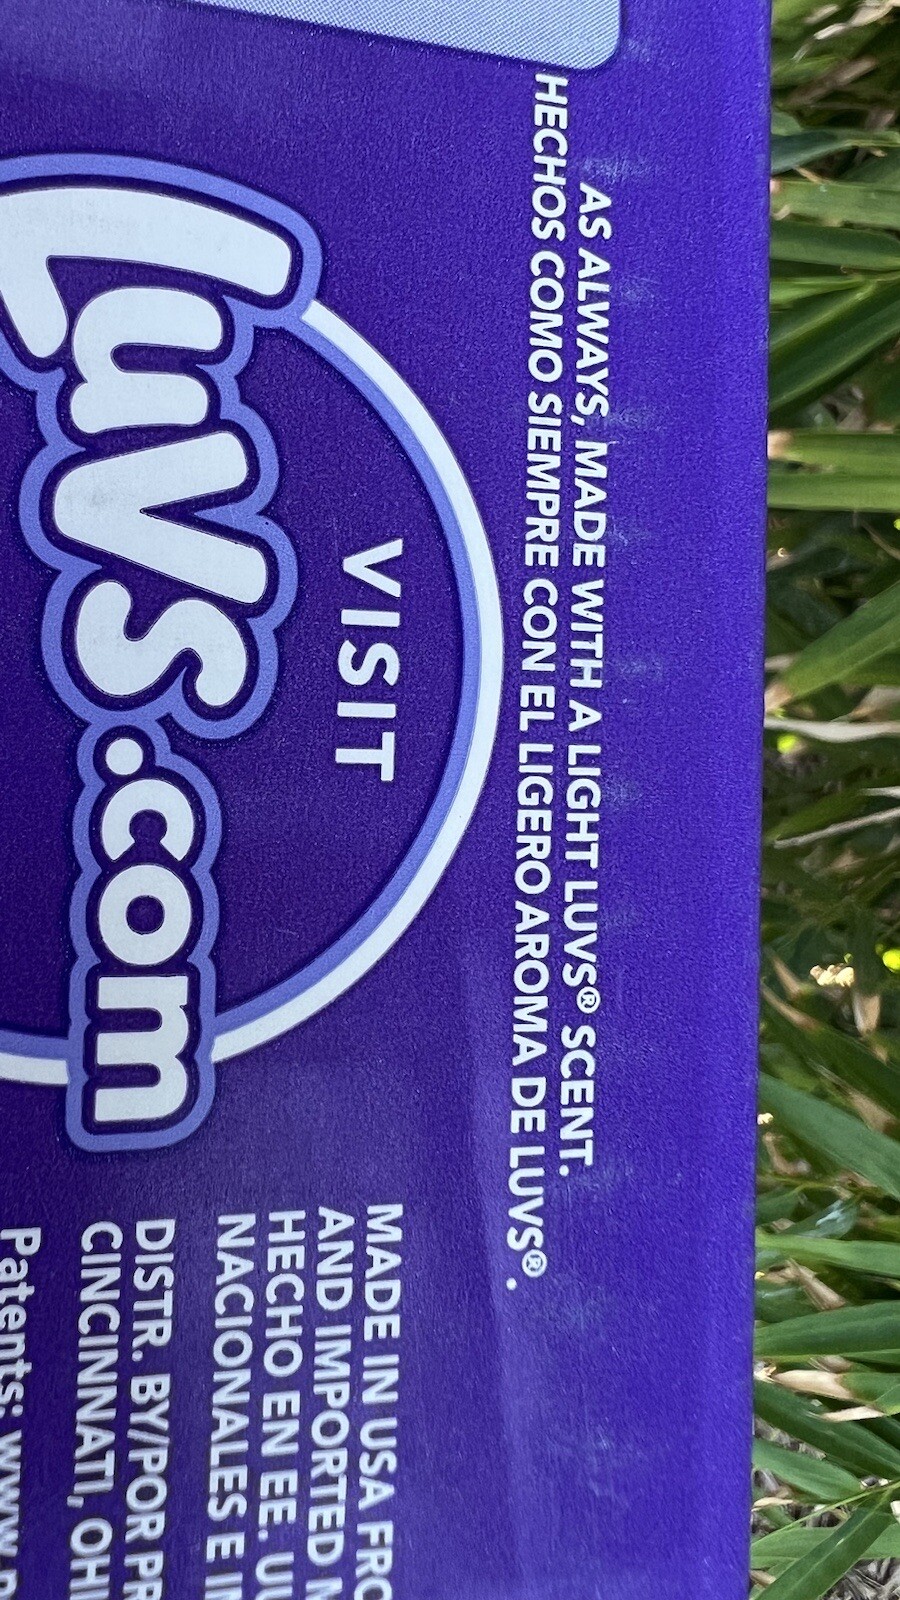 AS ALWAYS, MADE WITH A LIGHT LUVS® SCENT.
HECHOS COMO SIEMPRE CON EL LIGERO AROMA DE LUVS®.
VISIT
Luvs.com
MADE IN USA
AND IMPORTED
HECHO EN EE.
NACIONALES E
DISTR. BY/POR
CINCINNATI,
Patents: